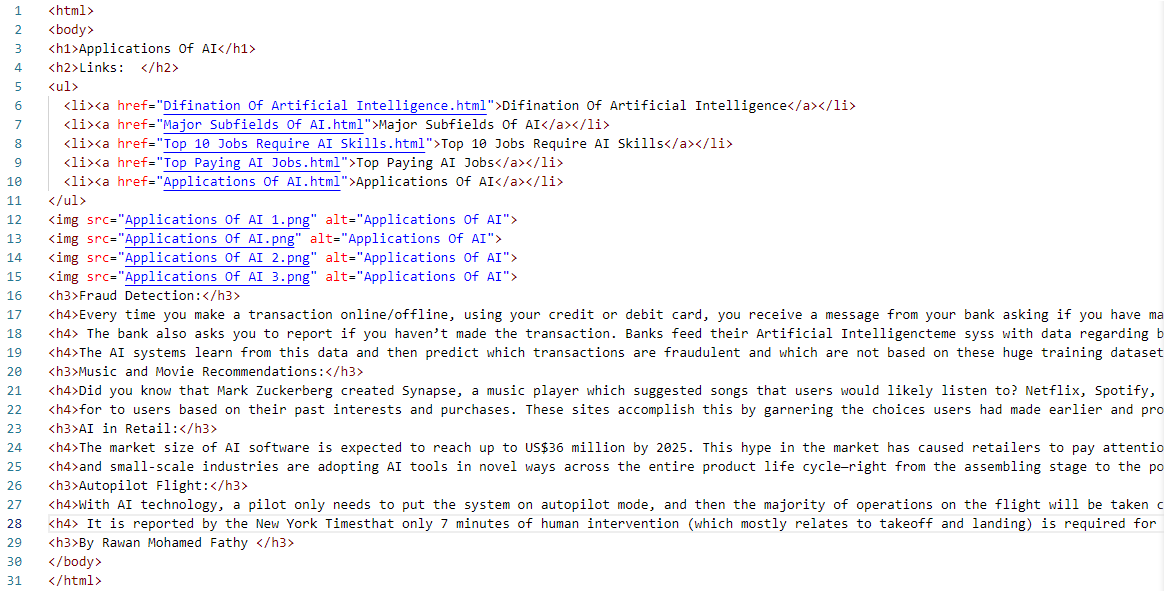 1 <html>
2 <body>
3 <h1>Applications Of AI</h1>
4 <h2>Links:  </h2>
5 <ul>
6   <li><a href="Difination Of Artificial Intelligence.html">Difination Of Artificial Intelligence</a></li>
7   <li><a href="Major Subfields Of AI.html">Major Subfields Of AI</a></li>
8   <li><a href="Top 10 Jobs Require AI Skills.html">Top 10 Jobs Require AI Skills</a></li>
9   <li><a href="Top Paying AI Jobs.html">Top Paying AI Jobs</a></li>
10   <li><a href="Applications Of AI.html">Applications Of AI</a></li>
11 </ul>
12 <img src="Applications Of AI 1.png" alt="Applications Of AI">
13 <img src="Applications Of AI.png" alt="Applications Of AI">
14 <img src="Applications Of AI 2.png" alt="Applications Of AI">
15 <img src="Applications Of AI 3.png" alt="Applications Of AI">
16 <h3>Fraud Detection:</h3>
17 <h4>Every time you make a transaction online/offline, using your credit or debit card, you receive a message from your bank asking if you have ma
18 <h4> The bank also asks you to report if you haven’t made the transaction. Banks feed their Artificial Intelligencteme syss with data regarding b
19 <h4>The AI systems learn from this data and then predict which transactions are fraudulent and which are not based on these huge training dataset
20 <h3>Music and Movie Recommendations:</h3>
21 <h4>Did you know that Mark Zuckerberg created Synapse, a music player which suggested songs that users would likely listen to? Netflix, Spotify,
22 <h4>for to users based on their past interests and purchases. These sites accomplish this by garnering the choices users had made earlier and pro
23 <h3>AI in Retail:</h3>
24 <h4>The market size of AI software is expected to reach up to US$36 million by 2025. This hype in the market has caused retailers to pay attentio
25 <h4>and small-scale industries are adopting AI tools in novel ways across the entire product life cycle—right from the assembling stage to the po
26 <h3>Autopilot Flight:</h3>
27 <h4>With AI technology, a pilot only needs to put the system on autopilot mode, and then the majority of operations on the flight will be taken c
28 <h4> It is reported by the New York Timesthat only 7 minutes of human intervention (which mostly relates to takeoff and landing) is required for
29 <h3>By Rawan Mohamed Fathy </h3>
30 </body>
31 </html>